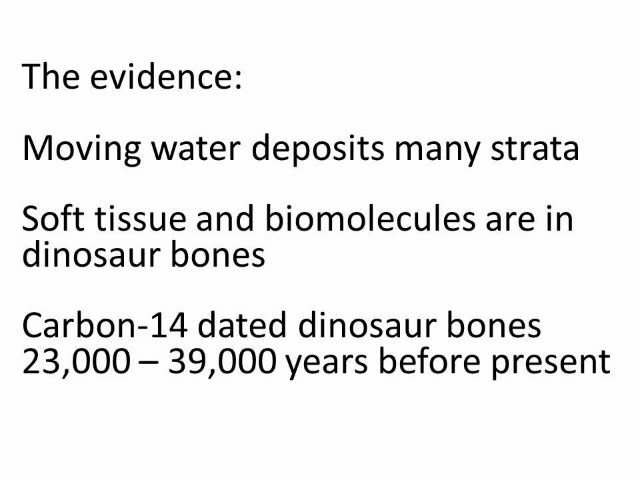 The evidence:
Moving water deposits many strata
Soft tissue and biomolecules are in
dinosaur bones
Carbon-14 dated dinosaur bones
23,000 – 39,000 years before present